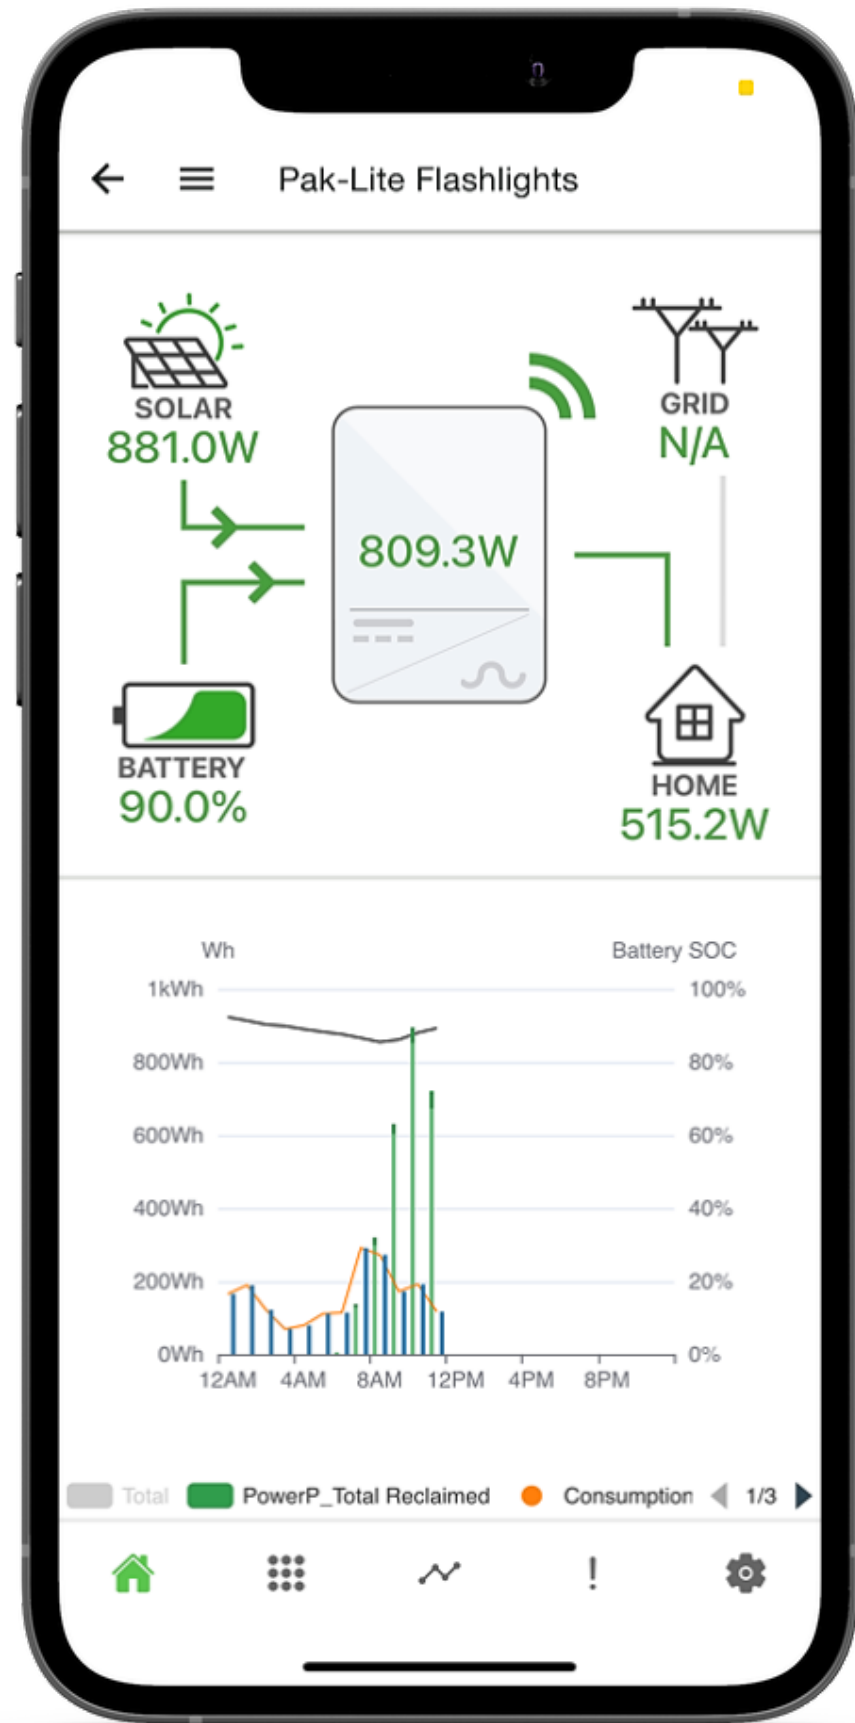 Pak-Lite Flashlights
SOLAR
881.0W
GRID
N/A
809.3W
BATTERY
90.0%
HOME
515.2W
Wh Battery SOC
1kWh 100%
800Wh 80%
600Wh 60%
400Wh 40%
200Wh 20%
0Wh 0%
12AM 4AM 8AM 12PM 4PM 8PM
Total PowerP_Total Reclaimed Consumption 1/3